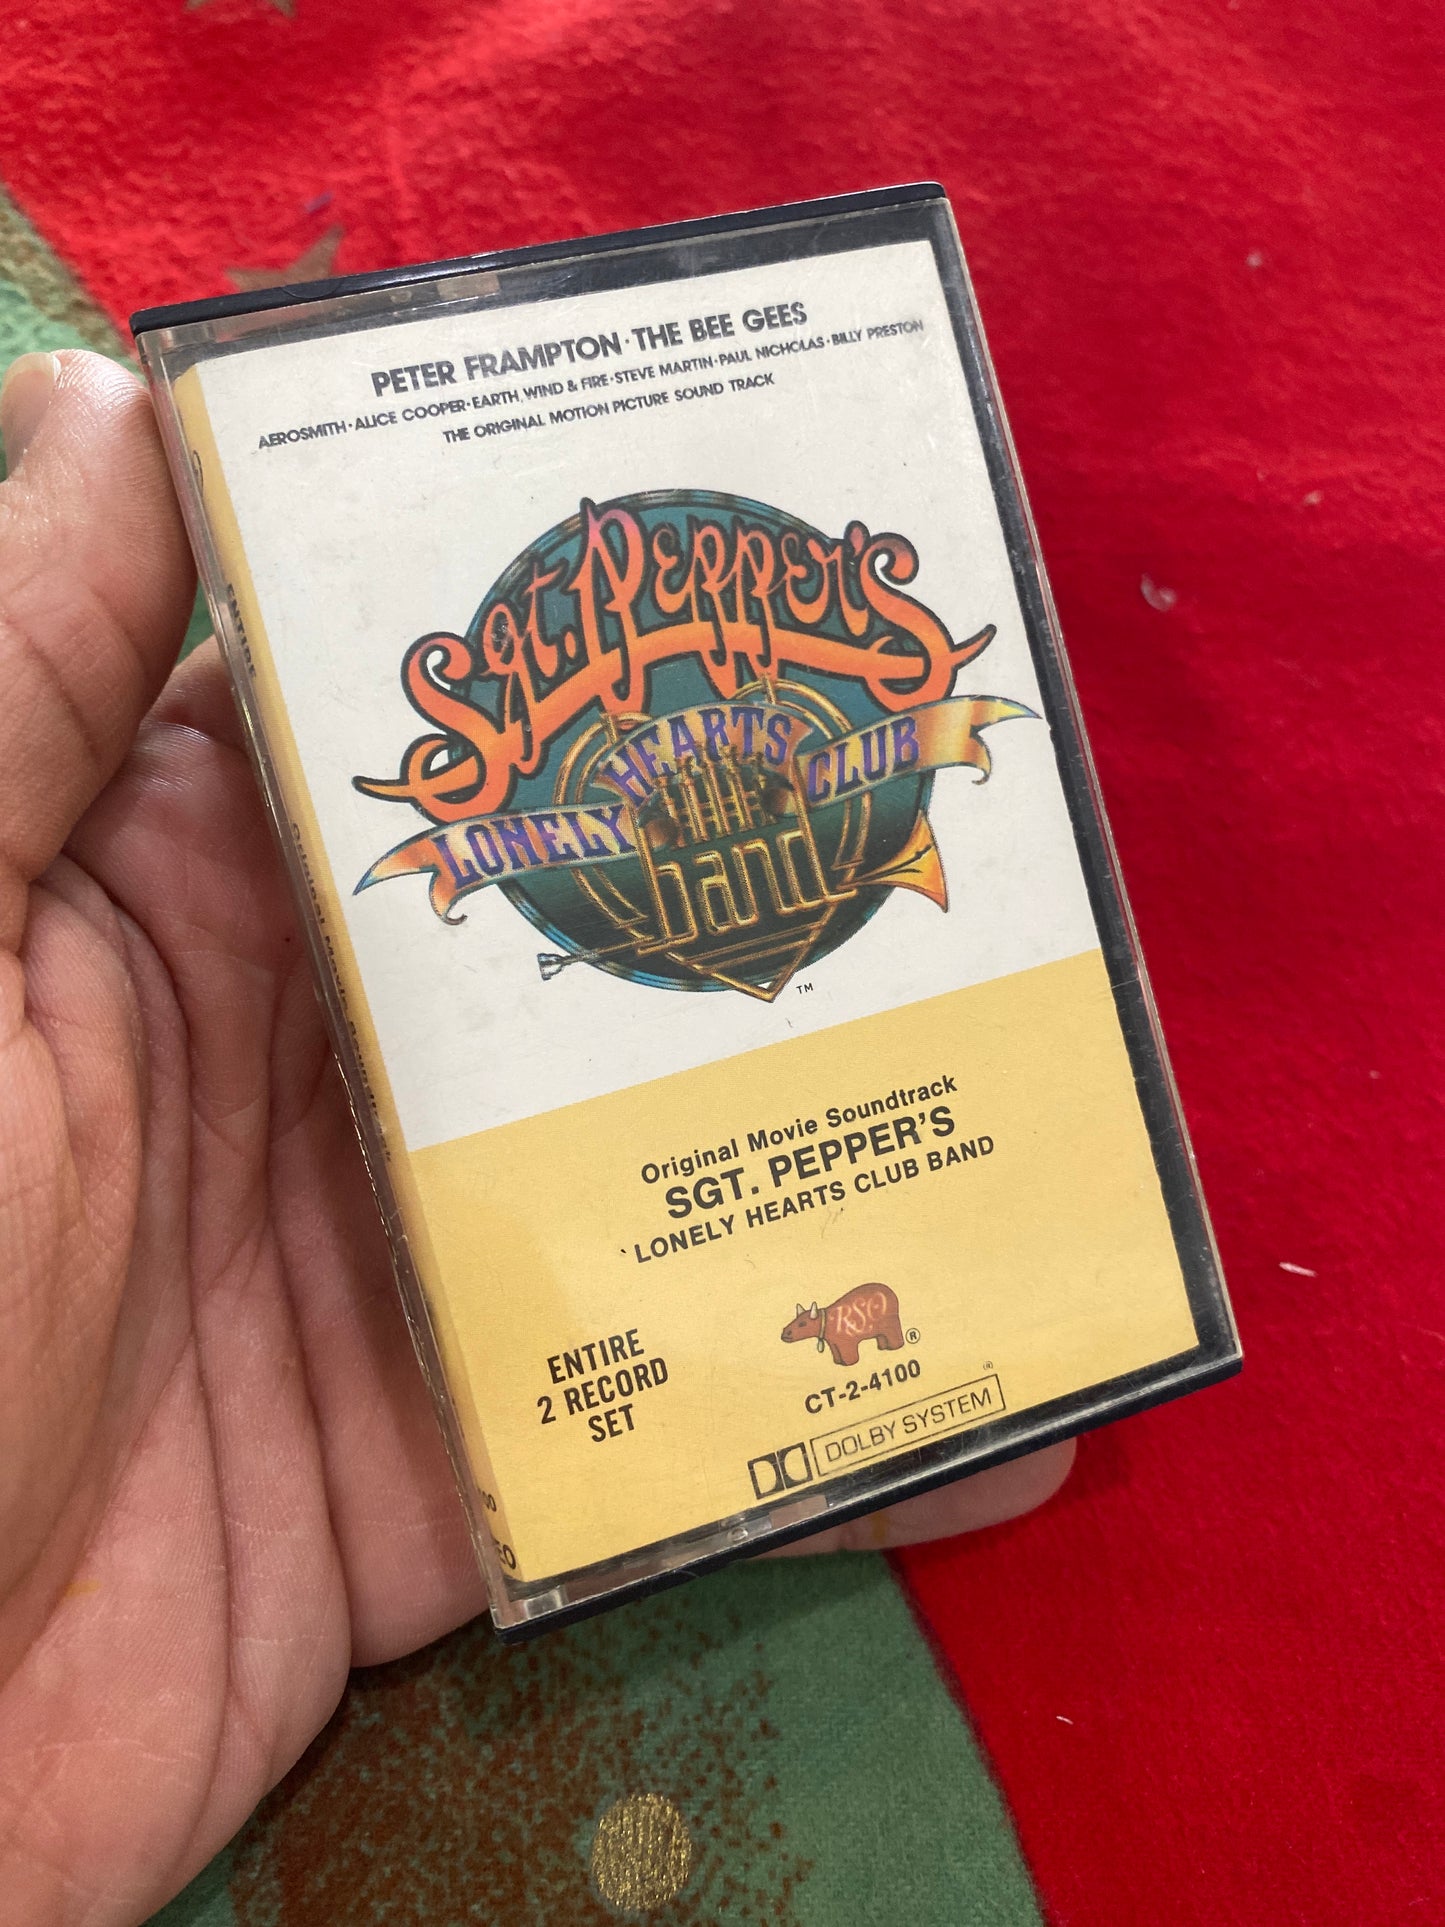 PETER FRAMPTON·THE BEE GEES
AEROSMITH·ALICE COOPER·EARTH, WIND & FIRE·STEVE MARTIN·PAUL NICHOLAS·BILLY PRESTON
THE ORIGINAL MOTION PICTURE SOUND TRACK
Sgt. Pepper's
LONELY HEARTS CLUB
band
TM
Original Movie Soundtrack
SGT. PEPPER'S
LONELY HEARTS CLUB BAND
ENTIRE
2 RECORD
SET
RSO ®
CT-2-4100
DOLBY SYSTEM ®
ENTIRE